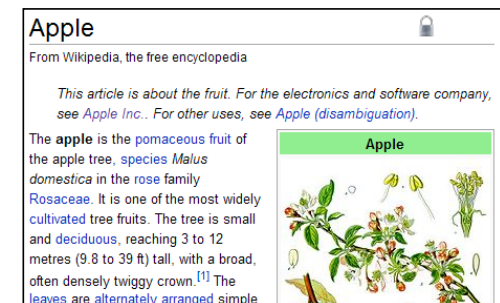 Apple
From Wikipedia, the free encyclopedia
This article is about the fruit. For the electronics and software company,
see Apple Inc.. For other uses, see Apple (disambiguation).
The apple is the pomaceous fruit of
the apple tree, species Malus
domestica in the rose family
Rosaceae. It is one of the most widely
cultivated tree fruits. The tree is small
and deciduous, reaching 3 to 12
metres (9.8 to 39 ft) tall, with a broad,
often densely twiggy crown.[1] The
leaves are alternately arranged simple
Apple